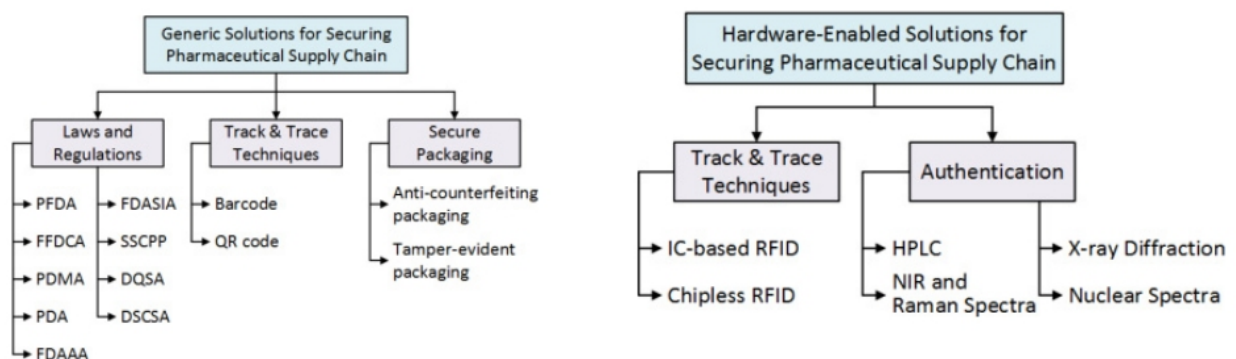 Generic Solutions for Securing
Pharmaceutical Supply Chain
Laws and
Regulations
Track & Trace
Techniques
Secure
Packaging
PFDA
FFDCA
PDMA
PDA
FDAAA
FDASIA
SSCPP
DQSA
DSCSA
Barcode
QR code
Anti-counterfeiting
packaging
Tamper-evident
packaging
Hardware-Enabled Solutions for
Securing Pharmaceutical Supply Chain
Track & Trace
Techniques
Authentication
IC-based RFID
Chipless RFID
HPLC
NIR and
Raman Spectra
X-ray Diffraction
Nuclear Spectra